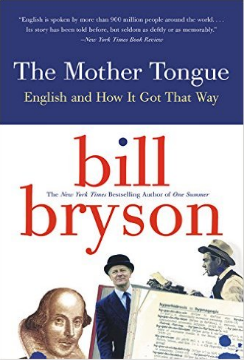 "English is spoken by more than 900 million people around the world. . . .
Its story has been told before, but seldom as deftly or as memorably."
–New York Times Book Review
The Mother Tongue
English and How It Got That Way
bill
The New York Times Bestselling Author of One Summer
bryson